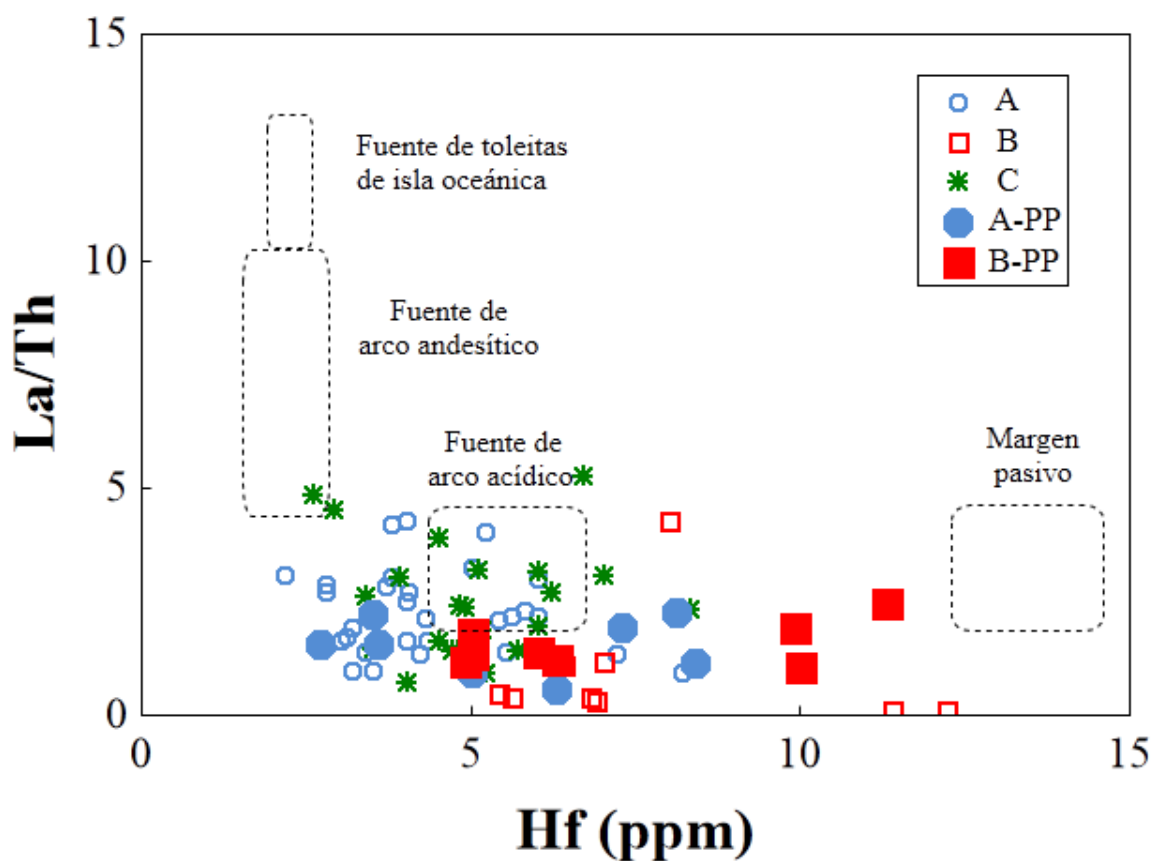 15
10
5
0
La/Th
0
5
10
15
Hf (ppm)
Fuente de toleitas
de isla oceánica
Fuente de
arco andesítico
Fuente de
arco acídico
Margen
pasivo
A
B
C
A-PP
B-PP